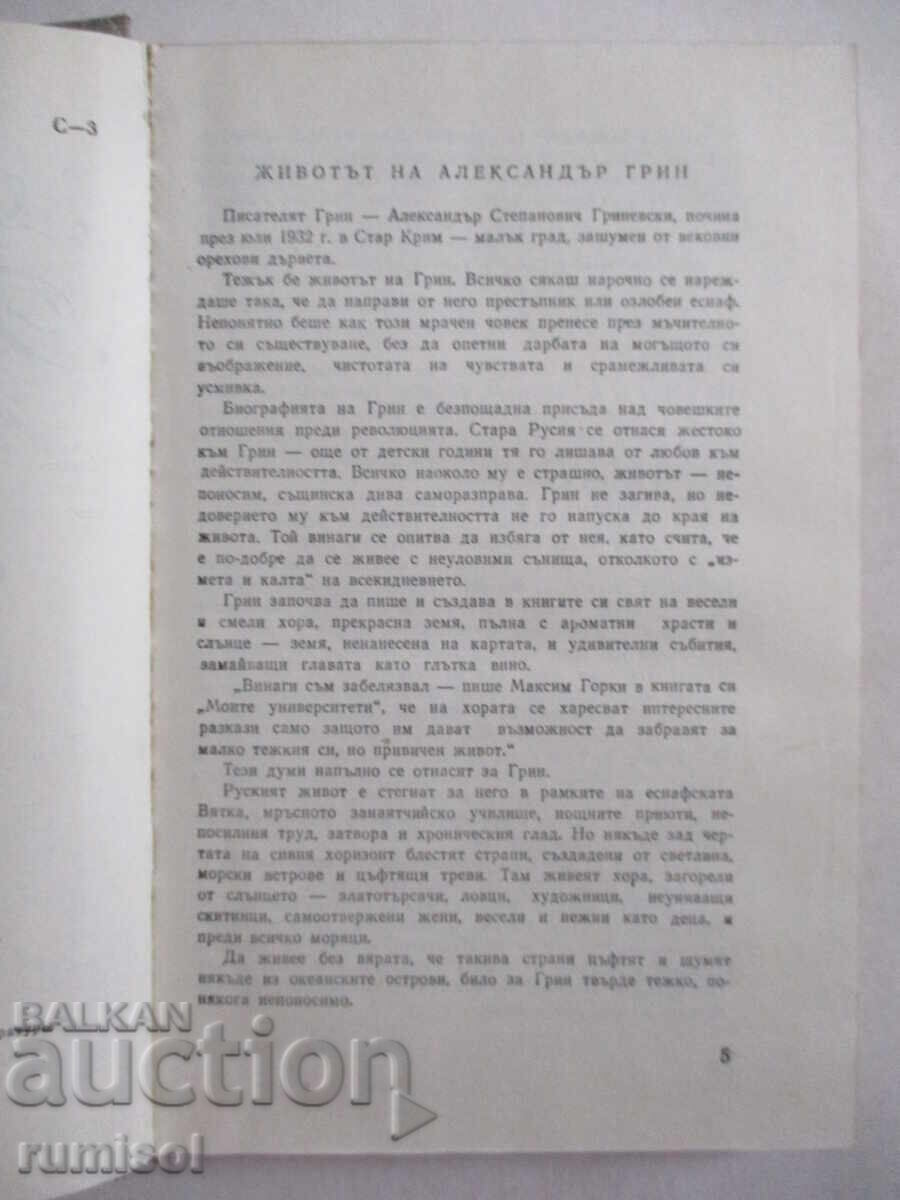 С—3
ЖИВОТЪТ НА АЛЕКСАНДЪР ГРИН
Писателят Грин — Александър Степанович Гриневски, почина
през юли 1932 г. в Стар Крим — малък град, зашумен от вековни
орехови дървета.
Тежък бе животът на Грин. Всичко сякаш нарочно се нареж-
даше така, че да направи от него престъпник или озлобен еснаф.
Непонятно беше как този мрачен човек пренесе през мъчително-
то си съществуване, без да опетни дарбата на могъщото си
въображение, чистотата на чувствата и срамежливата си
усмивка.
Биографията на Грин е безпощадна присъда над човешките
отношения преди революцията. Стара Русия се отнася жестоко
към Грин — още от детски години тя го лишава от любов към
действителността. Всичко наоколо му е страшно, животът — не-
поносим, същинска дива саморазправа. Грин не загива, но не-
доверието му към действителността не го напуска до края на
живота. Той винаги се опитва да избяга от нея, като счита, че
е по-добре да се живее с неуловими сънища, отколкото с „из-
мета и калта“ на всекидневието.
Грин започва да пише и създава в книгите си свят на весели
и смели хора, прекрасна земя, пълна с ароматни храсти и
слънце — земя, ненанесена на картата, и удивителни събития,
замайващи главата като глътка вино.
„Винаги съм забелязвал — пише Максим Горки в книгата си
„Моите университети“, че на хората се харесват интересните
разкази само защото им дават възможност да забравят за
малко тежкия си, но привичен живот.“
Тези думи напълно се отнасят за Грин.
Руският живот е стегнат за него в рамките на еснафската
Вятка, мръсното занаятчийско училище, нощните приюти, не-
посилния труд, затвора и хроническия глад. Но някъде зад чер-
тата на сивия хоризонт блестят страни, създадени от светлина,
морски ветрове и цъфтящи треви. Там живеят хора, загорели
от слънцето — златотърсачи, ловци, художници, неуниващи
скитници, самоотвержени жени, весели и нежни като деца, и
преди всичко моряци.
Да живее без вярата, че такива страни цъфтят и шумят
някъде из океанските острови, било за Грин твърде тежко, по-
някога непоносимо.
5
BALKAN
auction
rumisol